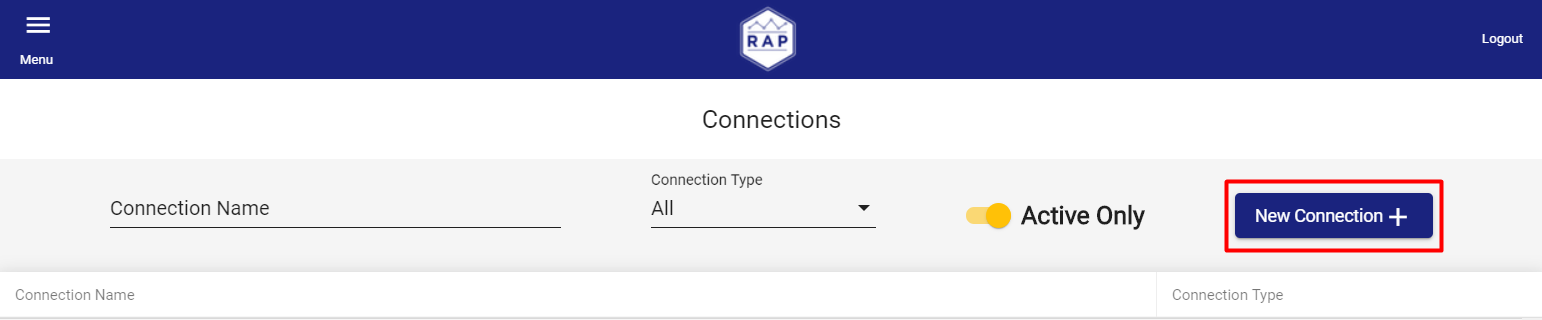 Menu
RAP
Logout
Connections
Connection Name
Connection Type
All
Active Only
New Connection +
Connection Name
Connection Type